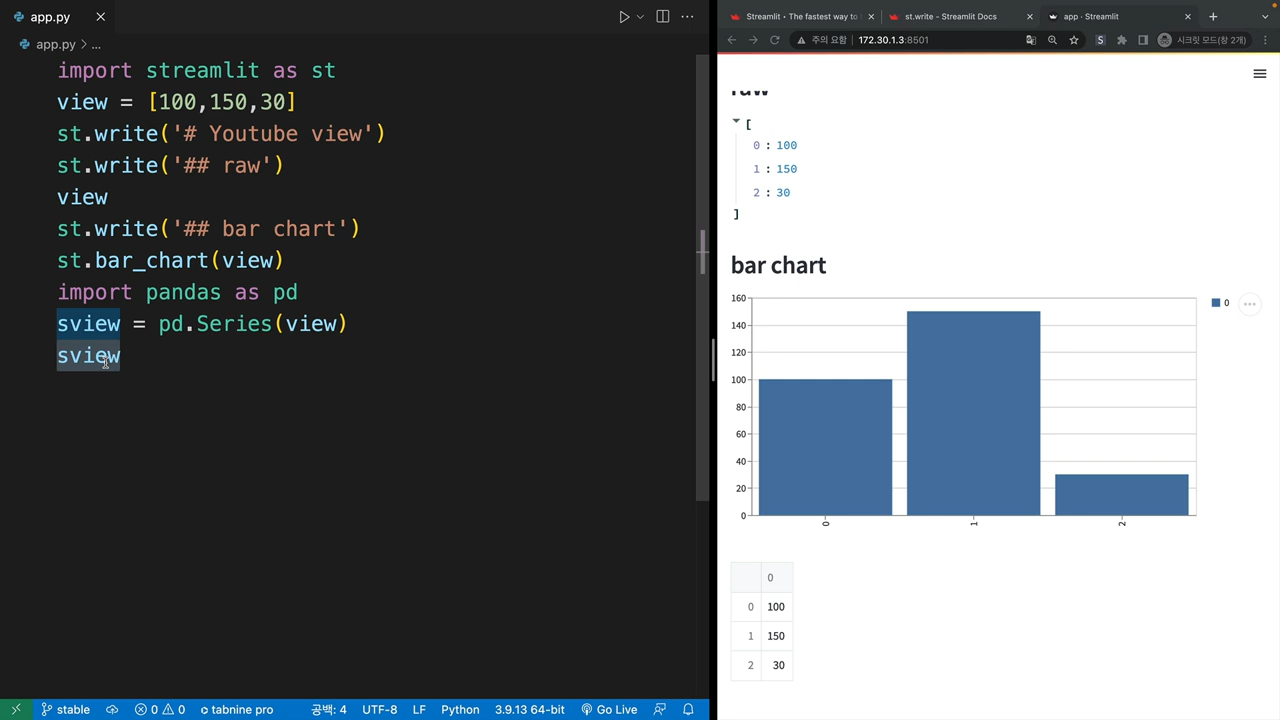 app.py
app.py > ...
import streamlit as st
view = [100,150,30]
st.write('# Youtube view')
st.write('## raw')
view
st.write('## bar chart')
st.bar_chart(view)
import pandas as pd
sview = pd.Series(view)
sview
stable
0
0
tabnine pro
공백: 4
UTF-8
LF
Python
3.9.13 64-bit
Go Live
Streamlit • The fastest way to
st.write - Streamlit Docs
app · Streamlit
주의 요함
172.30.1.3:8501
S
시크릿 모드(창 2개)
raw
[
0 : 100
1 : 150
2 : 30
]
bar chart
160
140
120
100
80
60
40
20
0
0
1
2
0
0
0 100
1 150
2 30